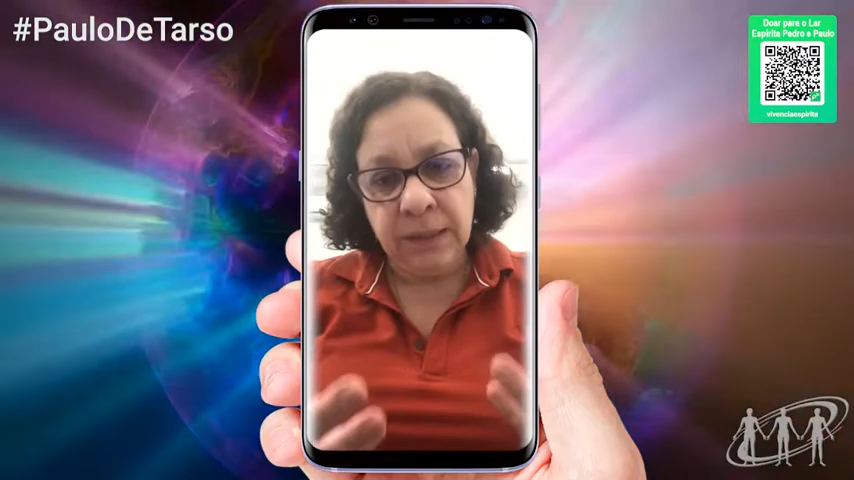 #PauloDeTarso
Doar para o Lar
Espírita Pedro e Paulo
vivenciaespirita